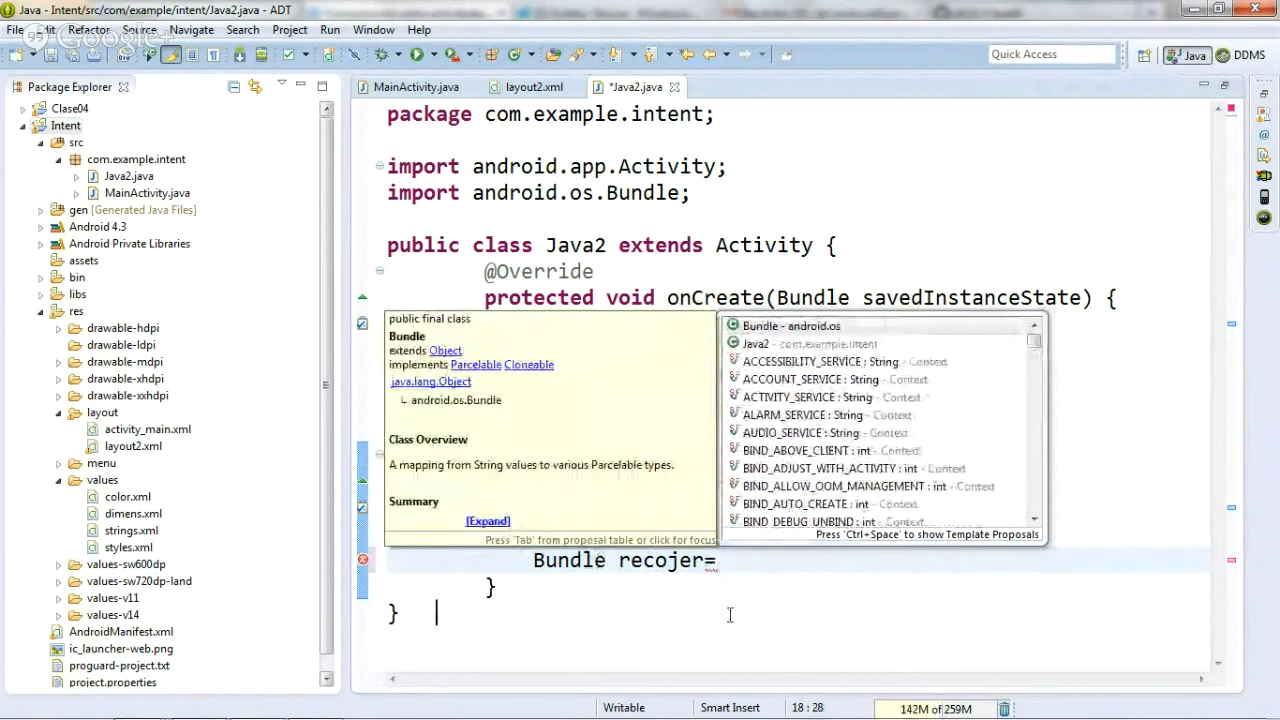 Java - Intent/src/com/example/intent/Java2.java - ADT
File Edit Refactor Source Navigate Search Project Run Window Help
Google+
Quick Access
Java
DDMS
Package Explorer
MainActivity.java
layout2.xml
*Java2.java
Clase04
Intent
src
com.example.intent
Java2.java
MainActivity.java
gen [Generated Java Files]
Android 4.3
Android Private Libraries
assets
bin
libs
res
drawable-hdpi
drawable-ldpi
drawable-mdpi
drawable-xhdpi
drawable-xxhdpi
layout
activity_main.xml
layout2.xml
menu
values
color.xml
dimens.xml
strings.xml
styles.xml
values-sw600dp
values-sw720dp-land
values-v11
values-v14
AndroidManifest.xml
ic_launcher-web.png
proguard-project.txt
project.properties
package com.example.intent;
import android.app.Activity;
import android.os.Bundle;
public class Java2 extends Activity {
@Override
protected void onCreate(Bundle savedInstanceState) {
public final class
Bundle
extends Object
implements Parcelable Cloneable
java.lang.Object
↳ android.os.Bundle
Class Overview
A mapping from String values to various Parcelable types.
Summary
[Expand]
Press 'Tab' from proposal table or click for focus
Bundle - android.os
Java2 - com.example.intent
ACCESSIBILITY_SERVICE : String - Context
ACCOUNT_SERVICE : String - Context
ACTIVITY_SERVICE : String - Context
ALARM_SERVICE : String - Context
AUDIO_SERVICE : String - Context
BIND_ABOVE_CLIENT : int - Context
BIND_ADJUST_WITH_ACTIVITY : int - Context
BIND_ALLOW_OOM_MANAGEMENT : int - Context
BIND_AUTO_CREATE : int - Context
BIND_DEBUG_UNBIND : int - Context
Press 'Ctrl+Space' to show Template Proposals
Bundle recojer=
}
}
Writable
Smart Insert
18 : 28
142M of 259M